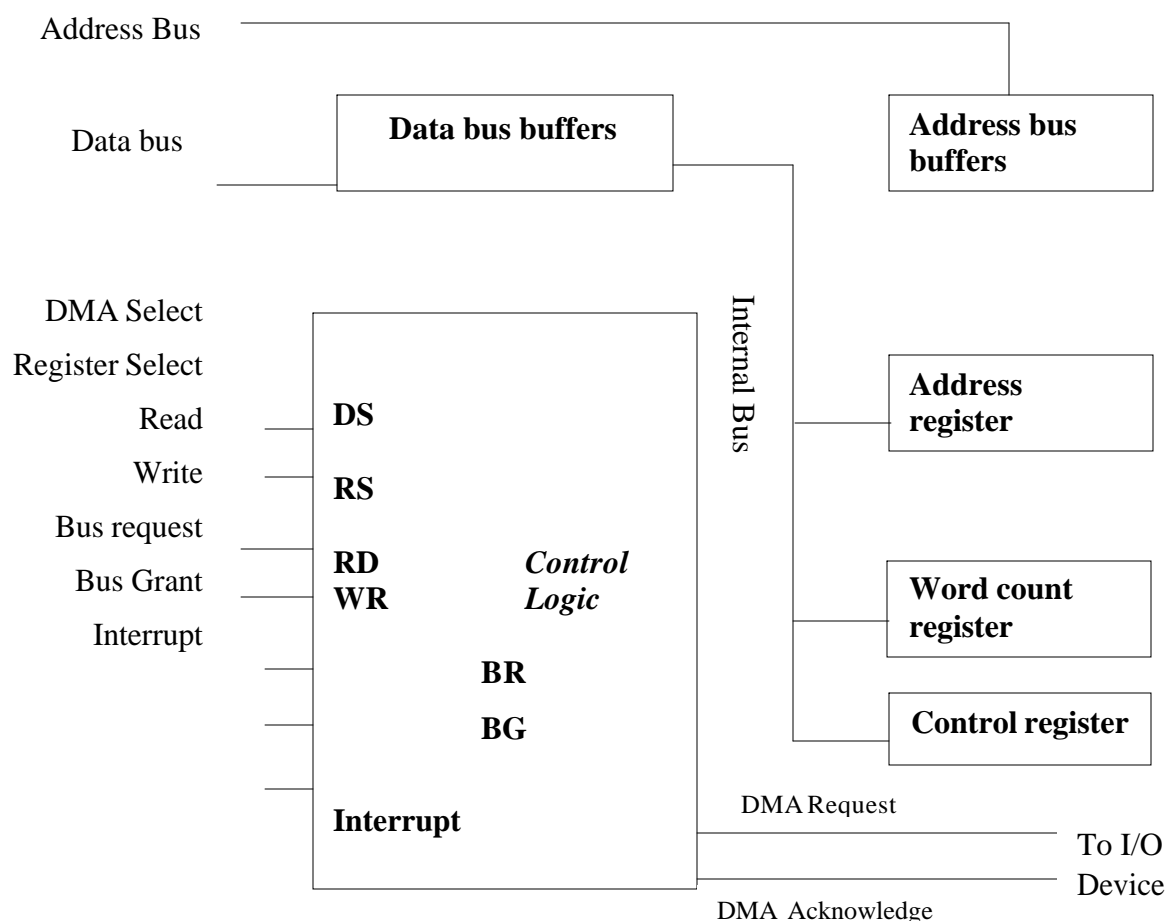 Address Bus
Data bus
Data bus buffers
Address bus
buffers
DMA Select
Register Select
Read
Write
Bus request
Bus Grant
Interrupt
DS
RS
RD
WR
Control
Logic
BR
BG
Interrupt
Internal Bus
Address
register
Word count
register
Control register
DMA Request
To I/O
Device
DMA Acknowledge